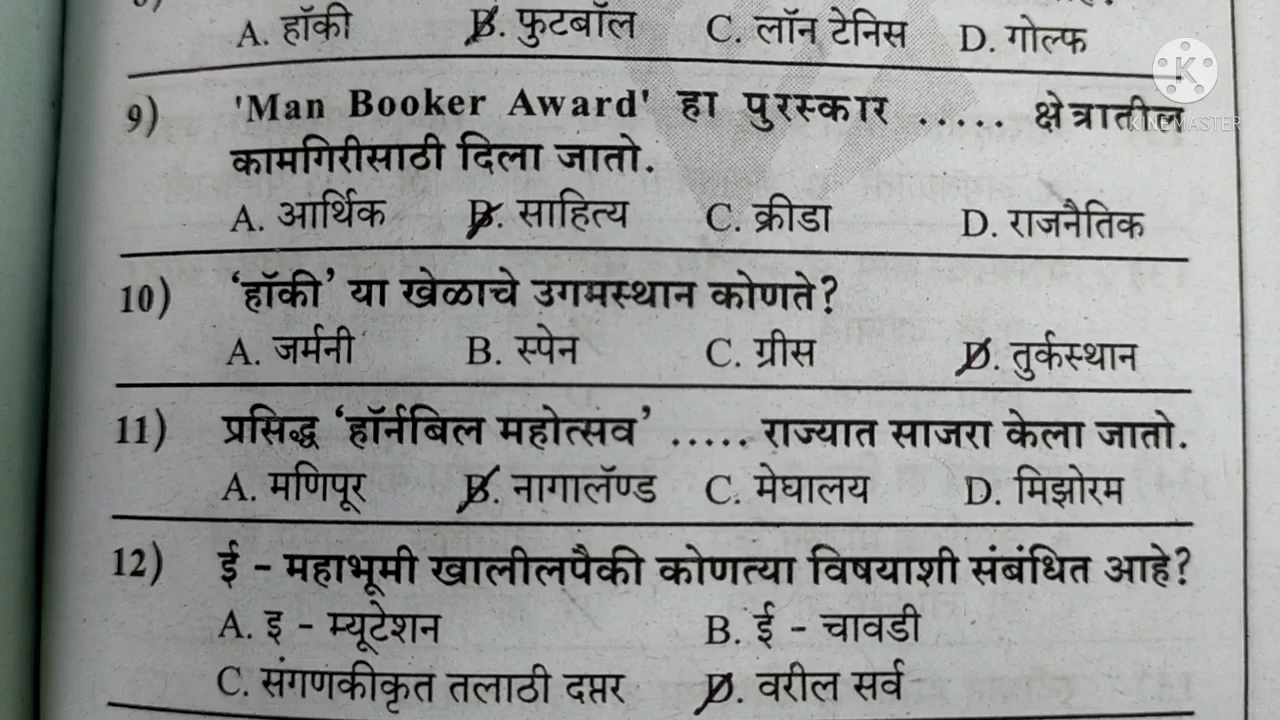 A. हॉकी B. फुटबॉल C. लॉन टेनिस D. गोल्फ
K
KINEMASTER
9) 'Man Booker Award' हा पुरस्कार ..... क्षेत्रातील
कामगिरीसाठी दिला जातो.
A. आर्थिक B. साहित्य C. क्रीडा D. राजनैतिक
10) 'हॉकी' या खेळाचे उगमस्थान कोणते?
A. जर्मनी B. स्पेन C. ग्रीस D. तुर्कस्थान
11) प्रसिद्ध 'हॉर्नबिल महोत्सव' ..... राज्यात साजरा केला जातो.
A. मणिपूर B. नागालॅण्ड C. मेघालय D. मिझोरम
12) ई - महाभूमी खालीलपैकी कोणत्या विषयाशी संबंधित आहे?
A. इ - म्यूटेशन B. ई - चावडी
C. संगणकीकृत तलाठी दप्तर D. वरील सर्व